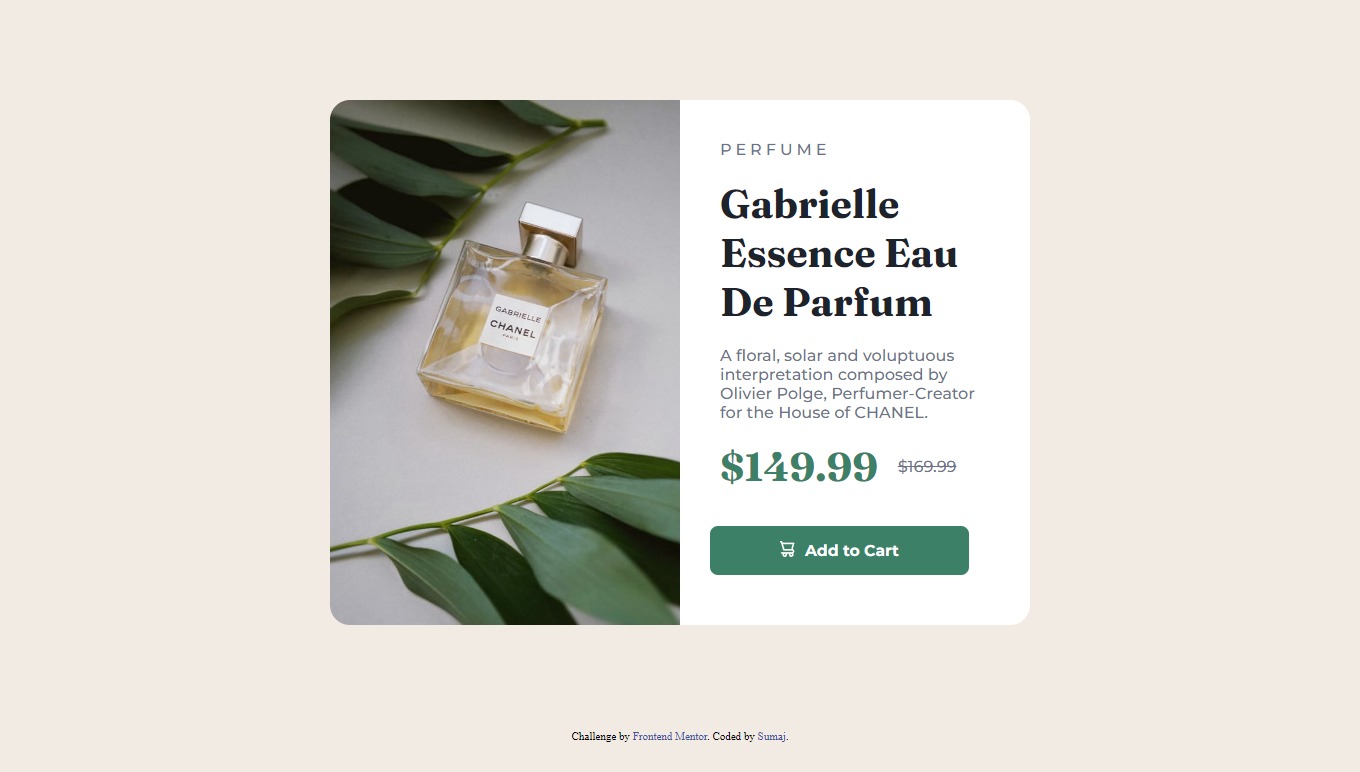 PERFUME
Gabrielle
Essence Eau
De Parfum
A floral, solar and voluptuous
interpretation composed by
Olivier Polge, Perfumer-Creator
for the House of CHANEL.
$149.99 $169.99
Add to Cart
GABRIELLE
CHANEL
PARIS
Challenge by Frontend Mentor. Coded by Sumaj.